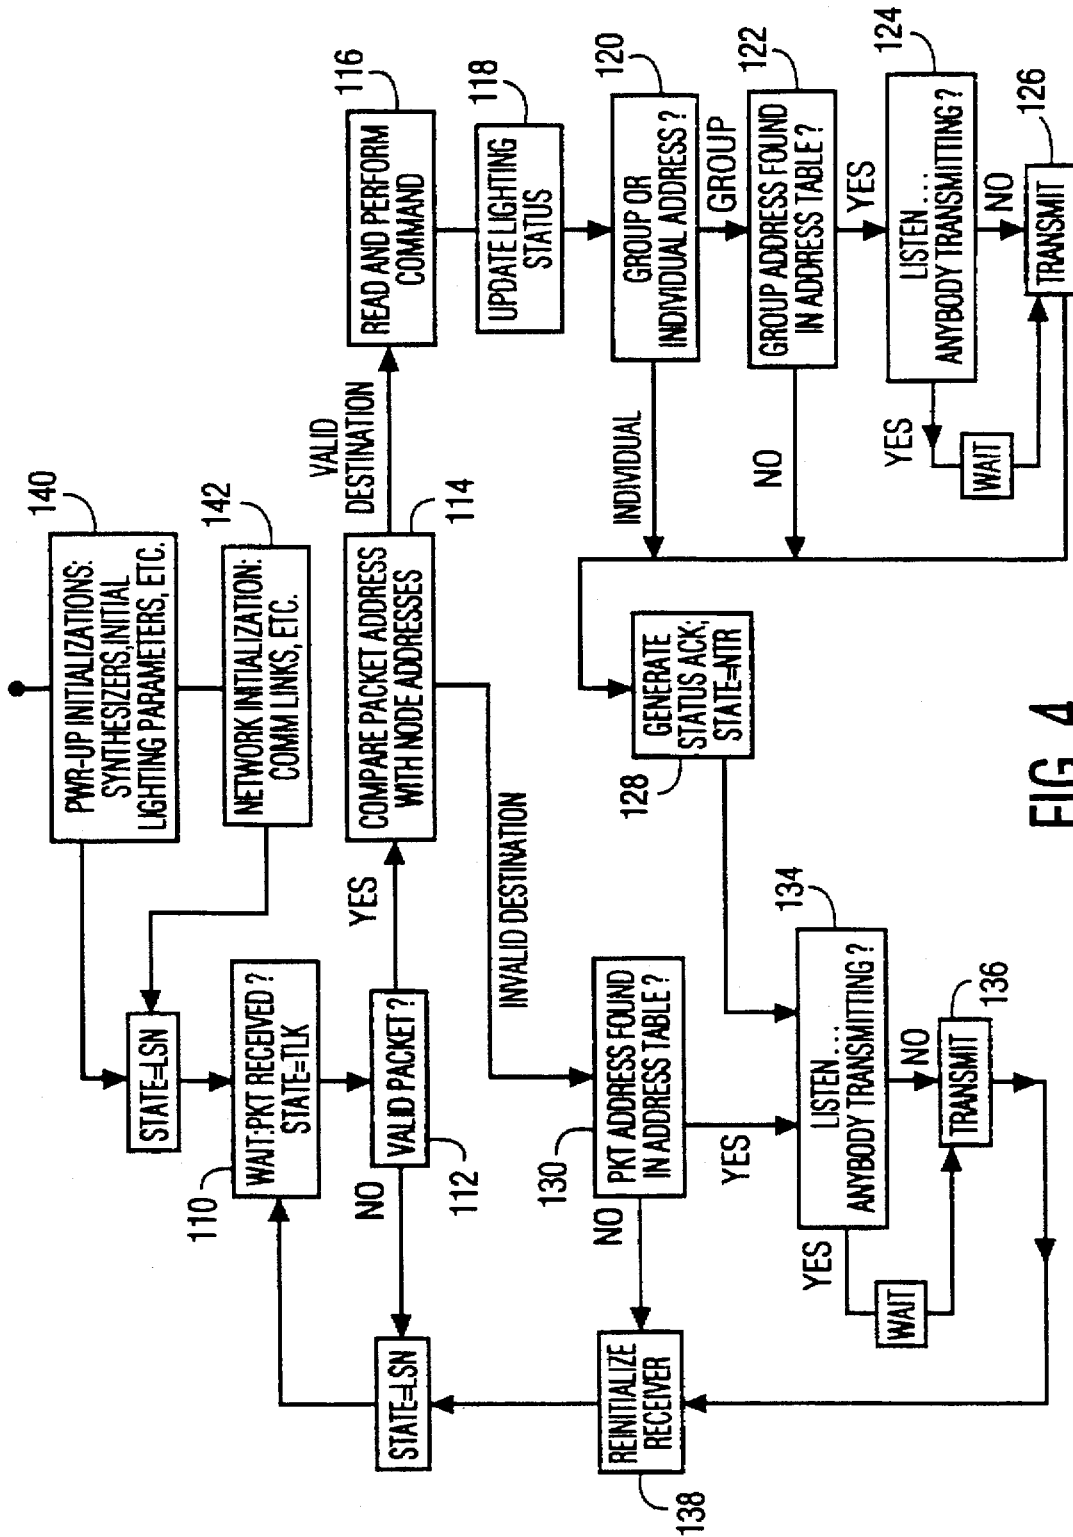 140
PWR-UP INITIALIZATIONS:
SYNTHESIZERS,INITIAL
LIGHTING PARAMETERS, ETC.
142
NETWORK INITIALIZATION:
COMM LINKS, ETC.
STATE=LSN
110
WAIT:PKT RECEIVED ?
STATE=TLK
VALID PACKET ?
112
NO
YES
STATE=LSN
COMPARE PACKET ADDRESS
WITH NODE ADDRESSES
114
VALID
DESTINATION
INVALID DESTINATION
READ AND PERFORM
COMMAND
116
UPDATE LIGHTING
STATUS
118
GROUP OR
INDIVIDUAL ADDRESS ?
120
INDIVIDUAL
GROUP
GROUP ADDRESS FOUND
IN ADDRESS TABLE ?
122
NO
YES
LISTEN...
ANYBODY TRANSMITTING ?
124
YES
WAIT
NO
TRANSMIT
126
GENERATE
STATUS ACK;
STATE=NTR
128
PKT ADDRESS FOUND
IN ADDRESS TABLE ?
130
NO
YES
LISTEN...
ANYBODY TRANSMITTING ?
134
YES
WAIT
NO
TRANSMIT
136
REINITIALIZE
RECEIVER
138
FIG. 4